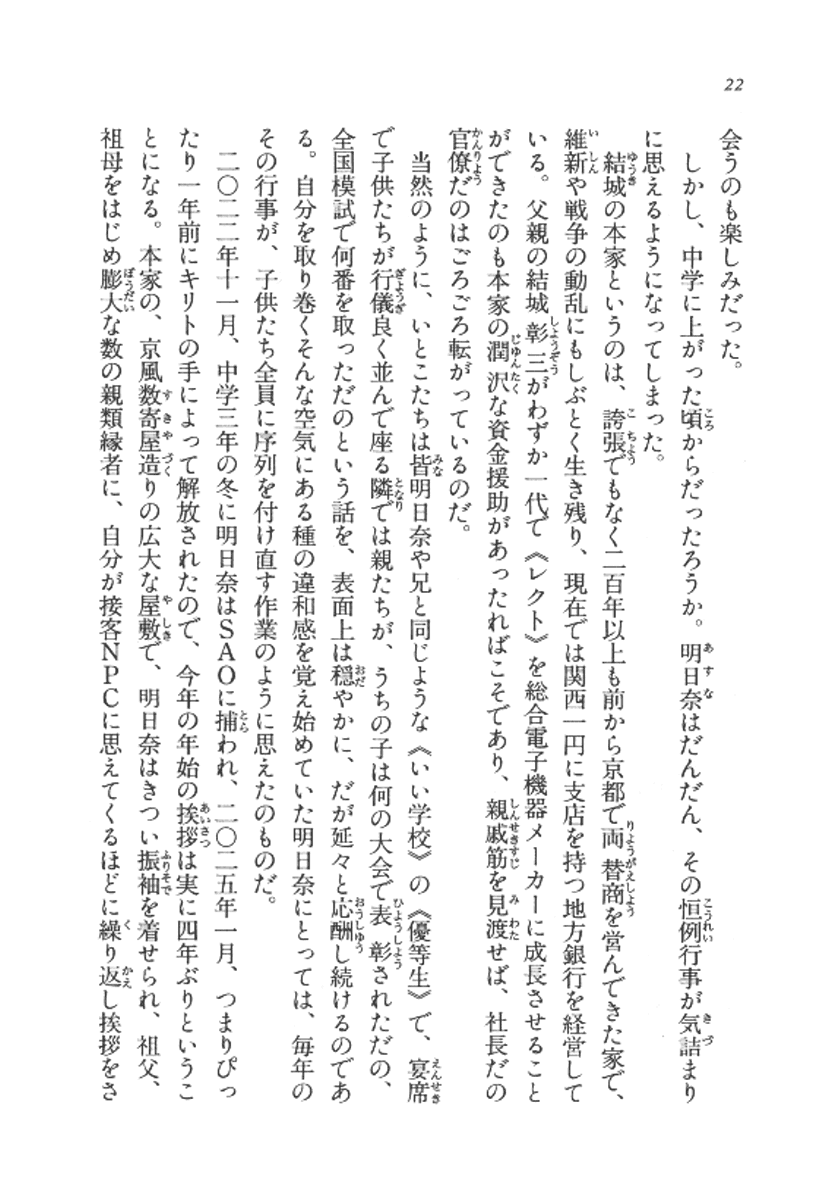 22
会うのも楽しみだった。
しかし、中学に上がった頃からだったろうか。明日奈はだんだん、その恒例行事が気詰まり
に思えるようになってしまった。
結城の本家というのは、誇張でもなく二百年以上も前から京都で両替商を営んできた家で、
維新や戦争の動乱にもしぶとく生き残り、現在では関西一円に支店を持つ地方銀行を経営して
いる。父親の結城彰三がわずか一代で《レクト》を総合電子機器メーカーに成長させること
ができたのも本家の潤沢な資金援助があったればこそであり、親戚筋を見渡せば、社長だの
官僚だのはごろごろ転がっているのだ。
当然のように、いとこたちは皆明日奈や兄と同じような《いい学校》の《優等生》で、宴席
で子供たちが行儀良く並んで座る隣では親たちが、うちの子は何の大会で表彰されただの、
全国模試で何番を取っただのという話を、表面上は穏やかに、だが延々と応酬し続けるのであ
る。自分を取り巻くそんな空気にある種の違和感を覚え始めていた明日奈にとっては、毎年の
その行事が、子供たち全員に序列を付け直す作業のように思えたのものだ。
二〇二二年十一月、中学三年の冬に明日奈はSAOに捕われ、二〇二五年一月、つまりぴっ
たり一年前にキリトの手によって解放されたので、今年の年始の挨拶は実に四年ぶりというこ
とになる。本家の、京風数寄屋造りの広大な屋敷で、明日奈はきつい振袖を着せられ、祖父、
祖母をはじめ膨大な数の親類縁者に、自分が接客NPCに思えてくるほどに繰り返し挨拶をさ